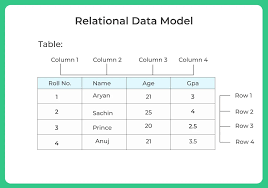 Relational Data Model
Table:
Column 1 Column 2 Column 3 Column 4
Roll No. Name Age Gpa
1 Aryan 21 3 Row 1
2 Sachin 25 4 Row 2
3 Prince 20 2.5 Row 3
4 Anuj 21 3.5 Row 4